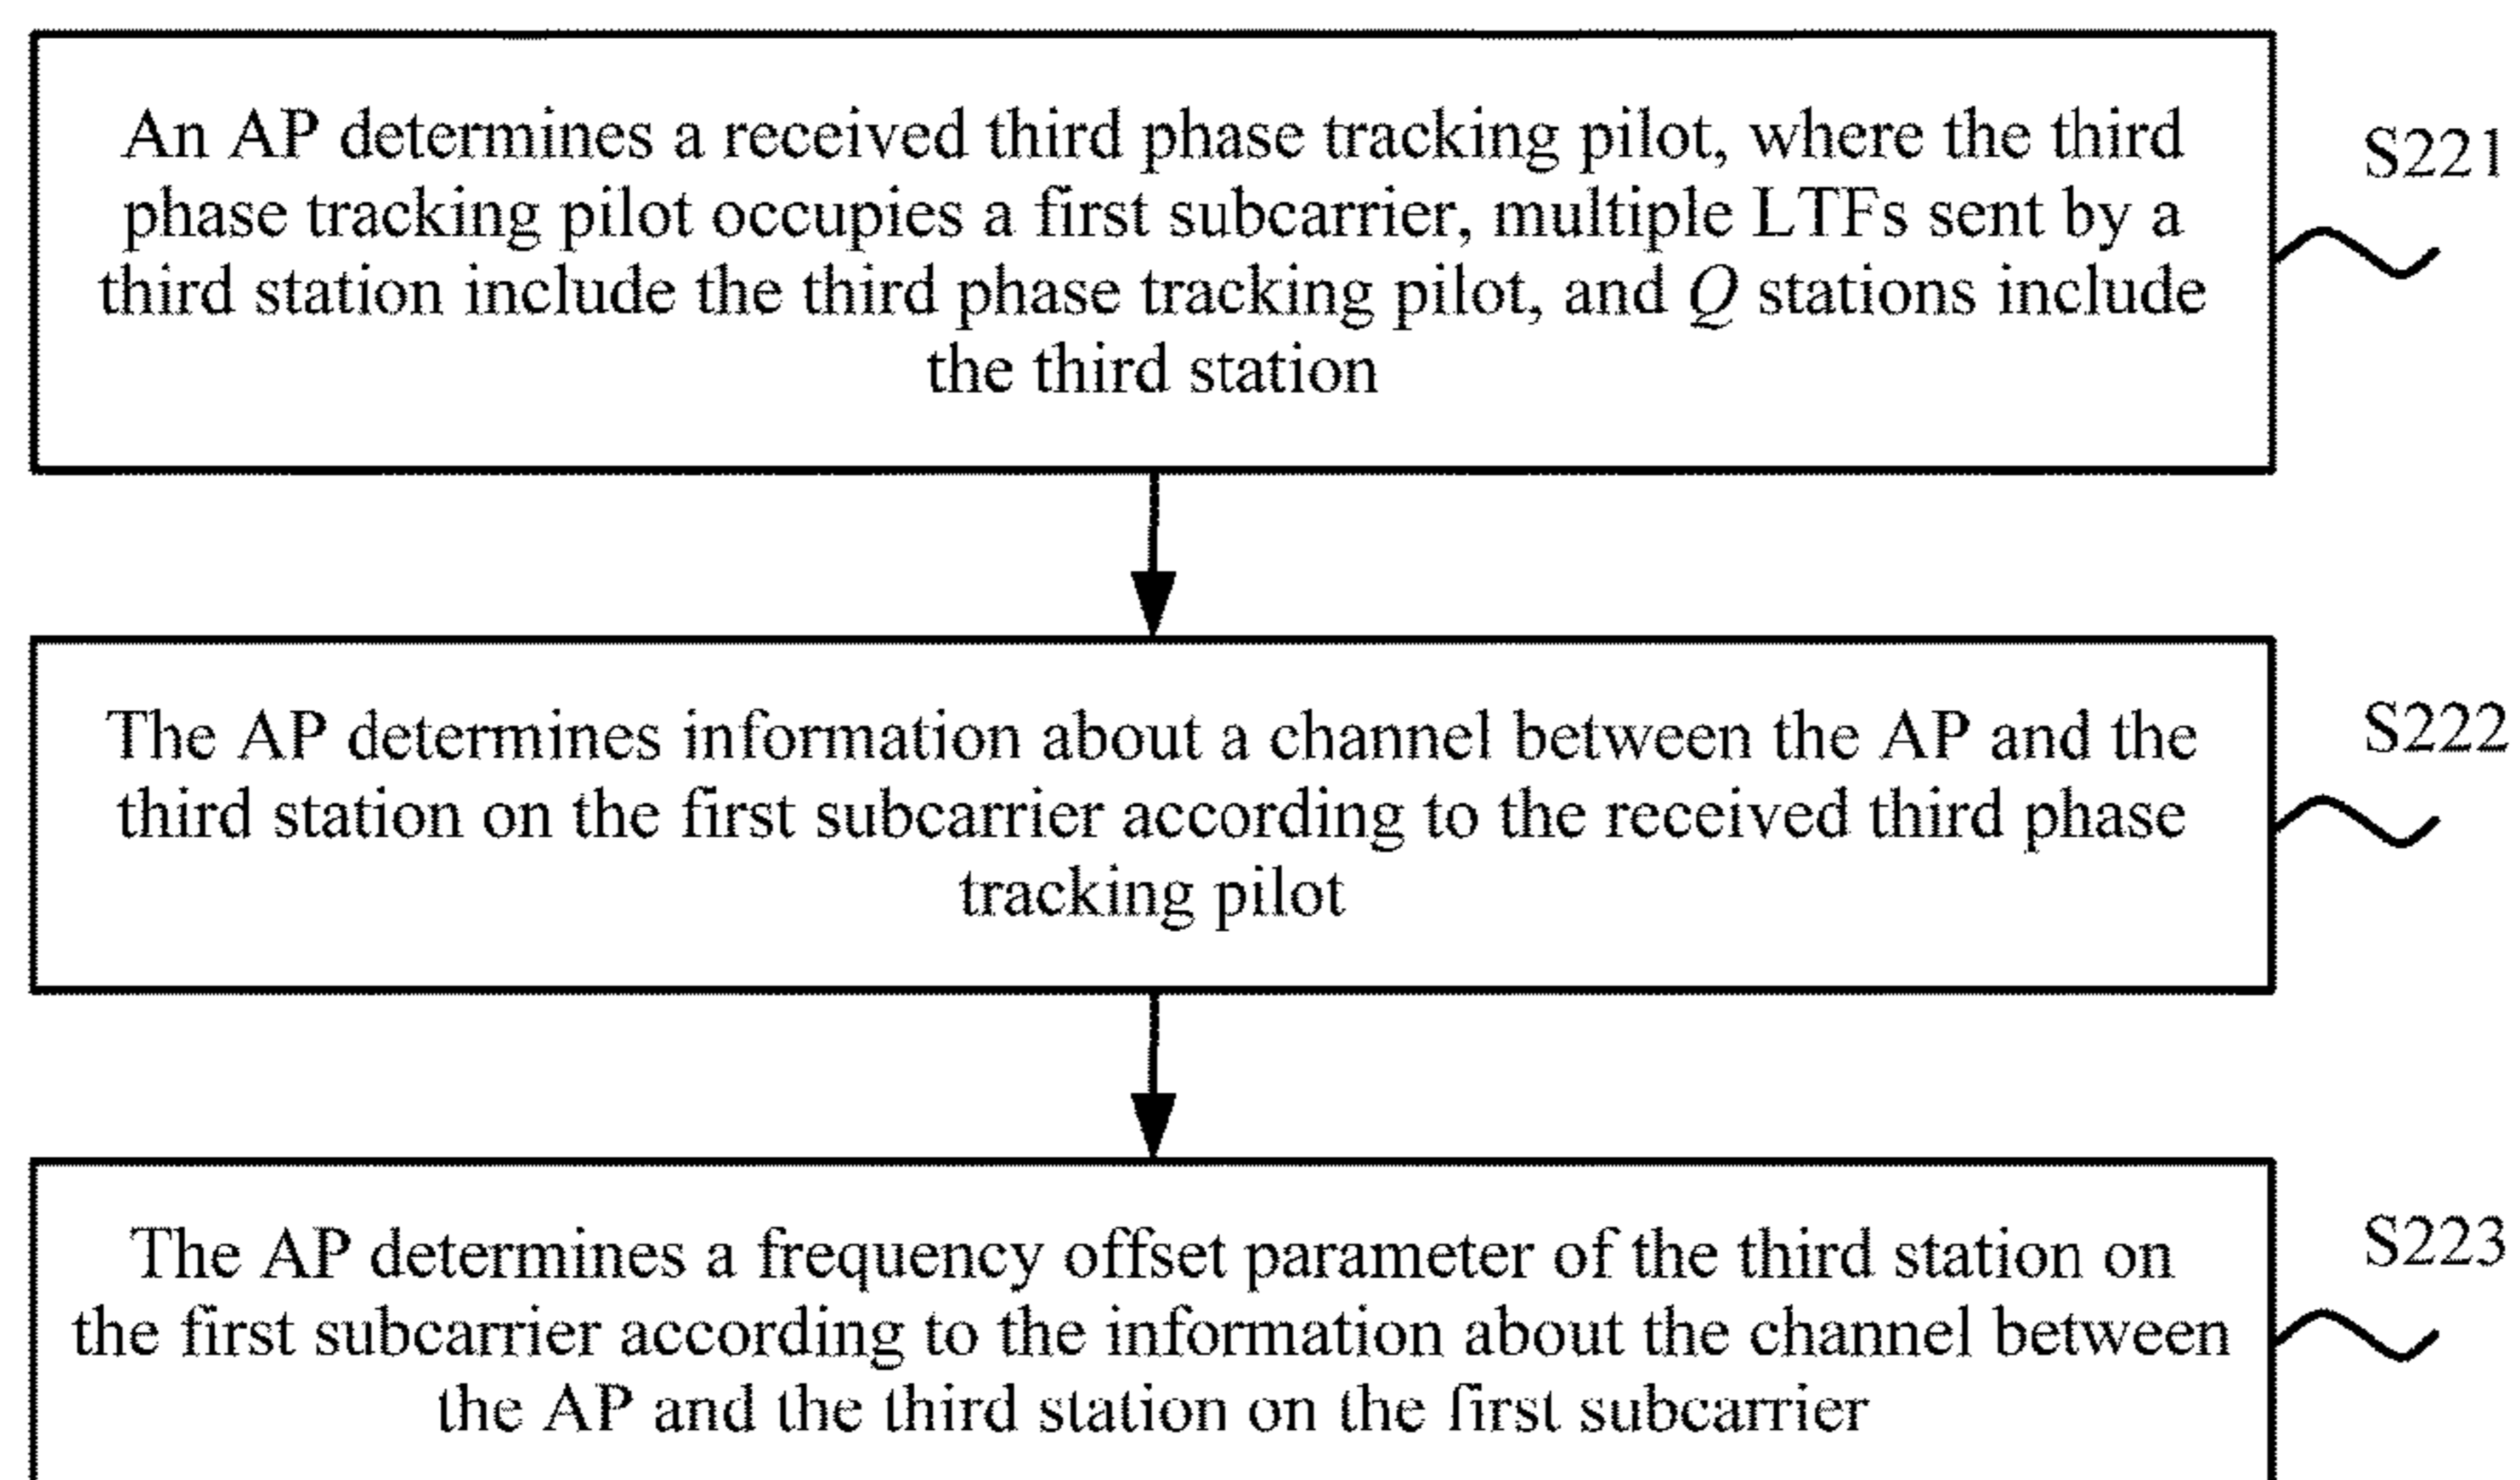 An AP determines a received third phase tracking pilot, where the third
phase tracking pilot occupies a first subcarrier, multiple LTFs sent by a
third station include the third phase tracking pilot, and Q stations include
the third station
S221
The AP determines information about a channel between the AP and the
third station on the first subcarrier according to the received third phase
tracking pilot
S222
The AP determines a frequency offset parameter of the third station on
the first subcarrier according to the information about the channel between
the AP and the third station on the first subcarrier
S223